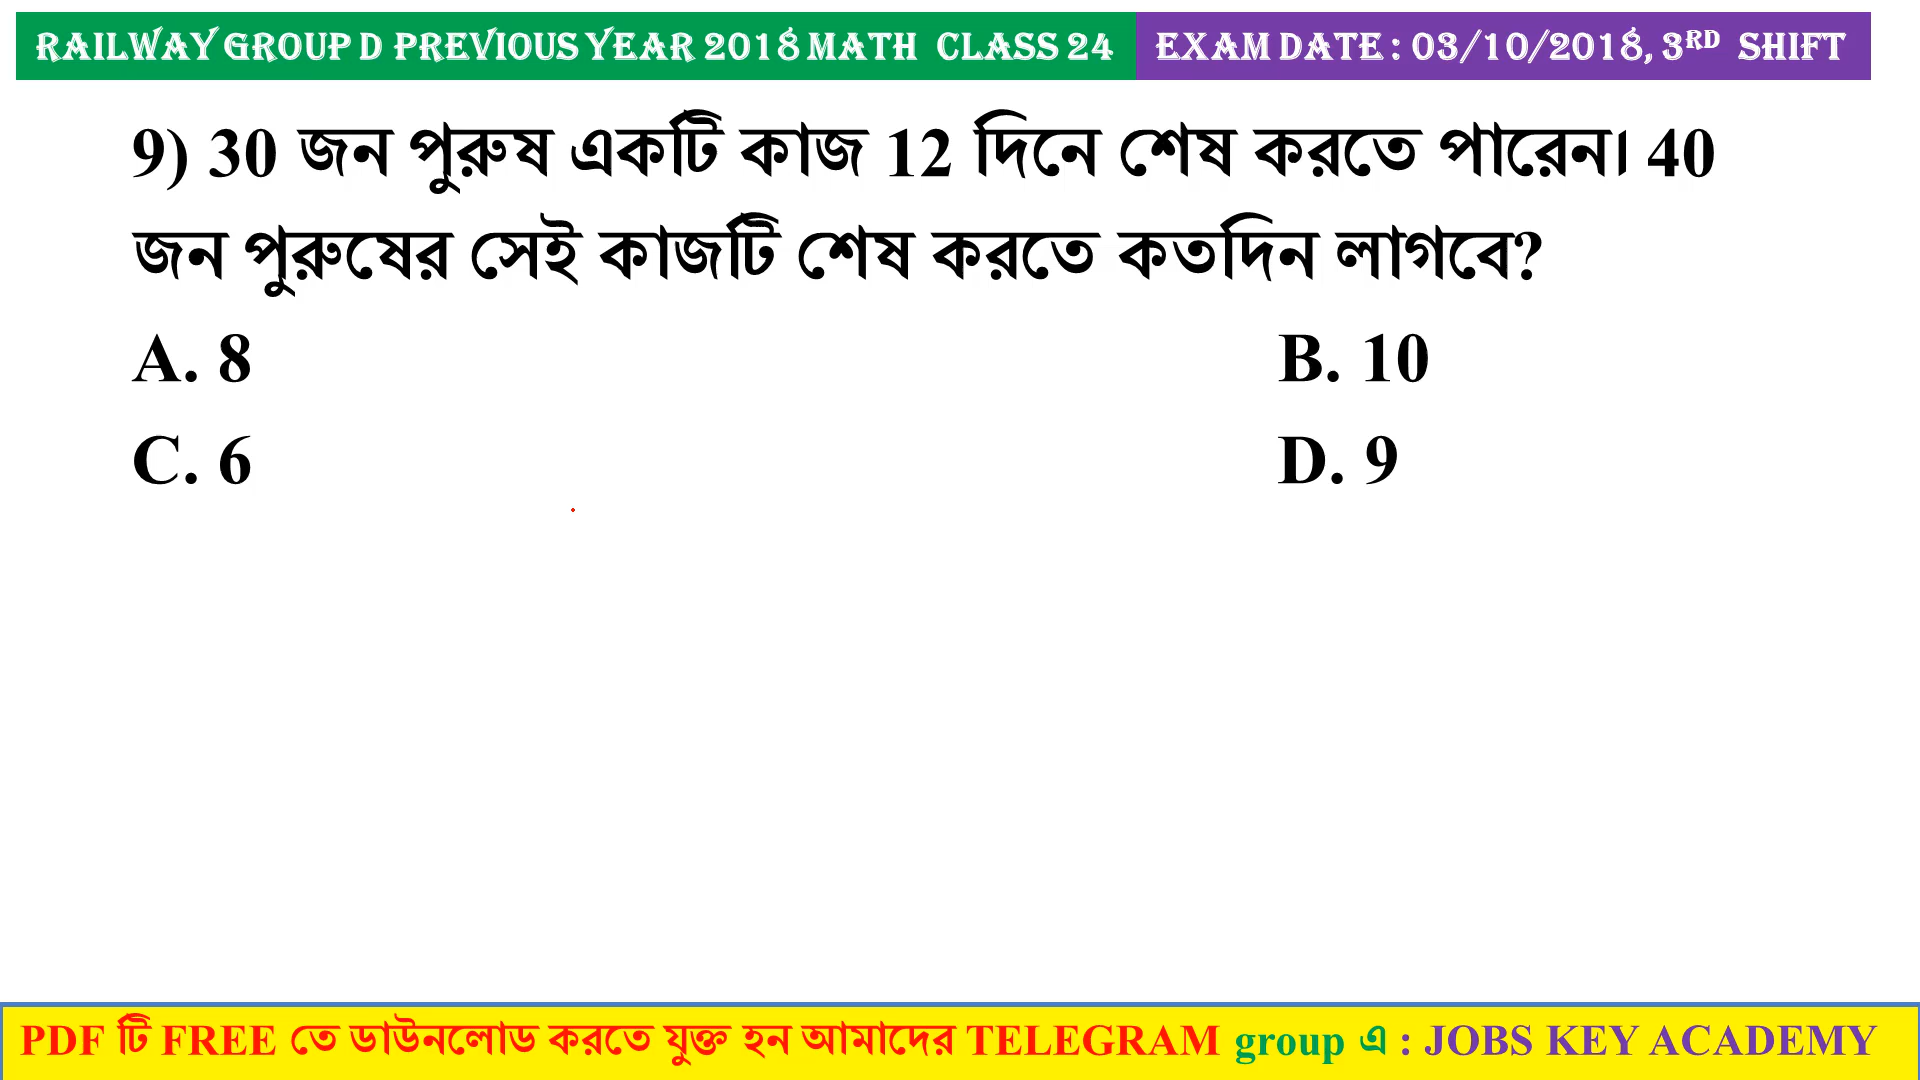 RAILWAY GROUP D PREVIOUS YEAR 2018 MATH CLASS 24 EXAM DATE : 03/10/2018, 3RD SHIFT
9) 30 জন পুরুষ একটি কাজ 12 দিনে শেষ করতে পারেন। 40
জন পুরুষের সেই কাজটি শেষ করতে কতদিন লাগবে?
A. 8 B. 10
C. 6 D. 9
PDF টি FREE তে ডাউনলোড করতে যুক্ত হন আমাদের TELEGRAM group এ : JOBS KEY ACADEMY